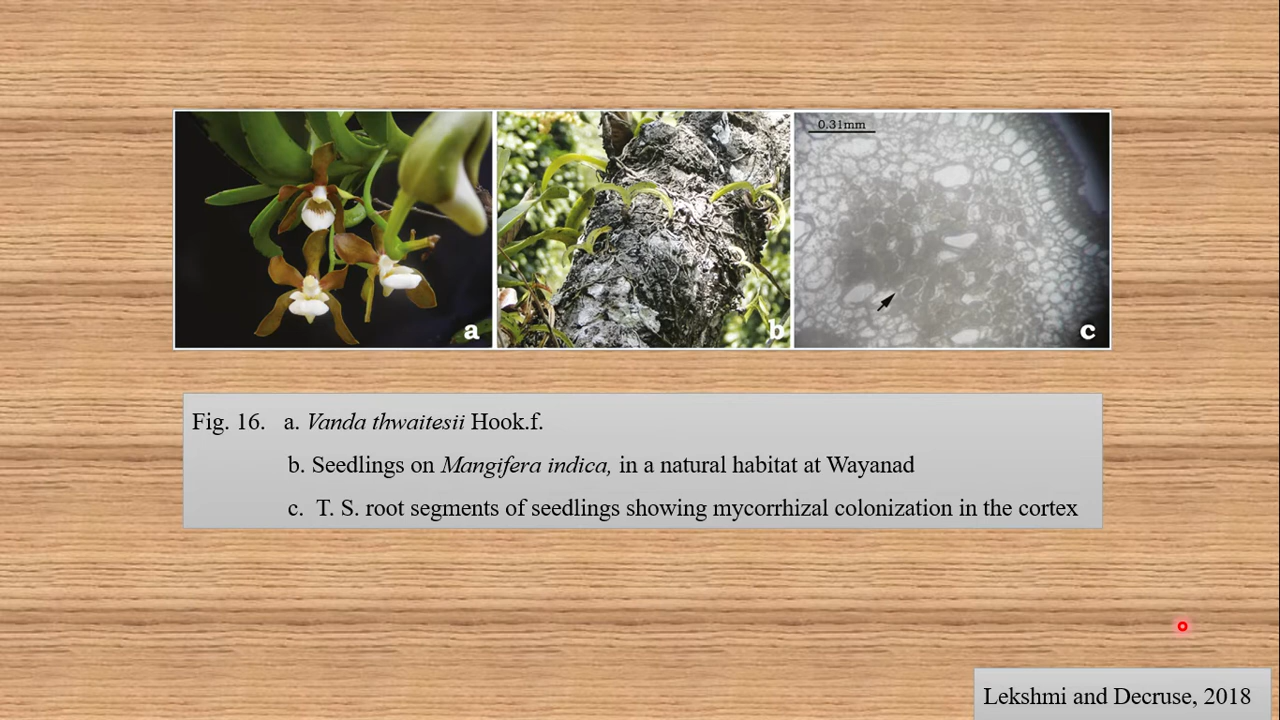 0.31mm
a
b
c
Fig. 16. a. Vanda thwaitesii Hook.f.
b. Seedlings on Mangifera indica, in a natural habitat at Wayanad
c. T. S. root segments of seedlings showing mycorrhizal colonization in the cortex
Lekshmi and Decruse, 2018